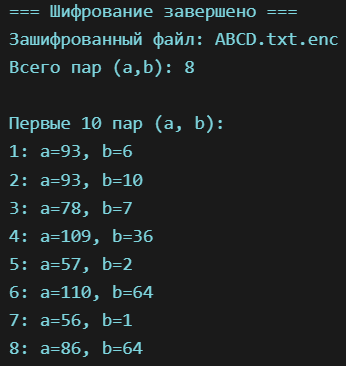 === Шифрование завершено ===
Зашифрованный файл: ABCD.txt.enc
Всего пар (a,b): 8
Первые 10 пар (a, b):
1: a=93, b=6
2: a=93, b=10
3: a=78, b=7
4: a=109, b=36
5: a=57, b=2
6: a=110, b=64
7: a=56, b=1
8: a=86, b=64